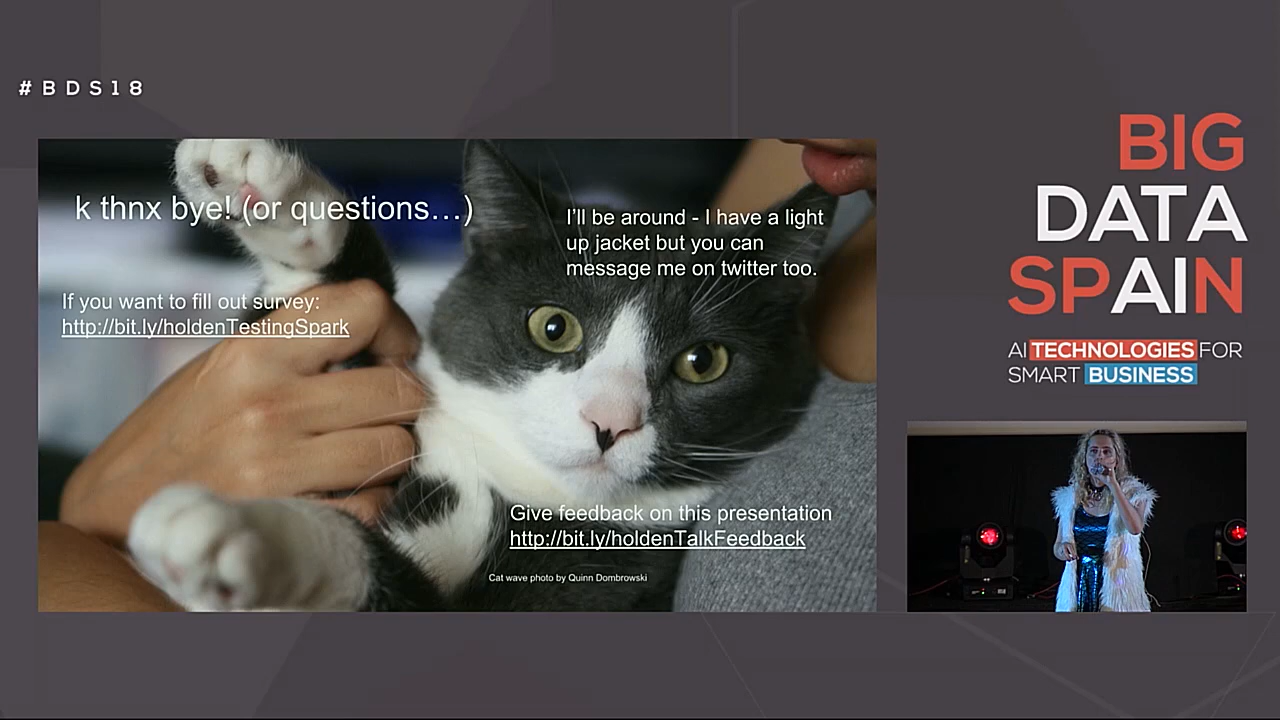 #BDS18
k thnx bye! (or questions…)
I'll be around - I have a light
up jacket but you can
message me on twitter too.
If you want to fill out survey:
http://bit.ly/holdenTestingSpark
Give feedback on this presentation
http://bit.ly/holdenTalkFeedback
Cat wave photo by Quinn Dombrowski
BIG
DATA
SPAIN
AI TECHNOLOGIES FOR
SMART BUSINESS